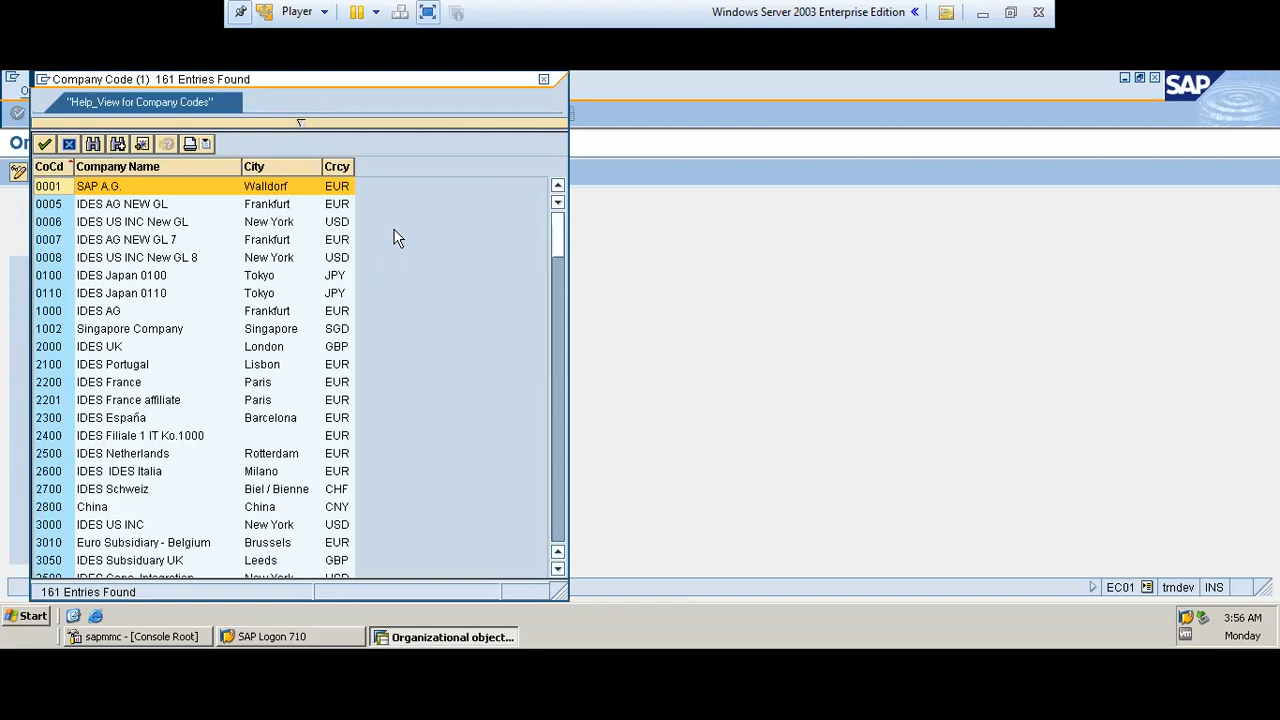 Player
Windows Server 2003 Enterprise Edition
Company Code (1) 161 Entries Found
SAP
"Help_View for Company Codes"
CoCd Company Name City Crcy
0001 SAP A.G. Walldorf EUR
0005 IDES AG NEW GL Frankfurt EUR
0006 IDES US INC New GL New York USD
0007 IDES AG NEW GL 7 Frankfurt EUR
0008 IDES US INC New GL 8 New York USD
0100 IDES Japan 0100 Tokyo JPY
0110 IDES Japan 0110 Tokyo JPY
1000 IDES AG Frankfurt EUR
1002 Singapore Company Singapore SGD
2000 IDES UK London GBP
2100 IDES Portugal Lisbon EUR
2200 IDES France Paris EUR
2201 IDES France affiliate Paris EUR
2300 IDES España Barcelona EUR
2400 IDES Filiale 1 IT Ko.1000 EUR
2500 IDES Netherlands Rotterdam EUR
2600 IDES IDES Italia Milano EUR
2700 IDES Schweiz Biel / Bienne CHF
2800 China China CNY
3000 IDES US INC New York USD
3010 Euro Subsidiary - Belgium Brussels EUR
3050 IDES Subsiduary UK Leeds GBP
161 Entries Found
EC01 trndev INS
Start
3:56 AM
sapmmc - [Console Root] SAP Logon 710 Organizational object...
Monday